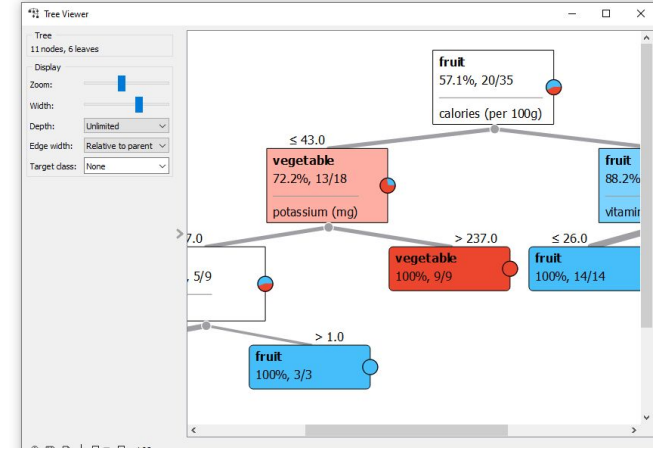 Tree Viewer
Tree
11 nodes, 6 leaves
Display
Zoom:
Width:
Depth: Unlimited
Edge width: Relative to parent
Target class: None
fruit
57.1%, 20/35
calories (per 100g)
≤ 43.0
vegetable
72.2%, 13/18
potassium (mg)
fruit
88.2%
vitamin
7.0
> 237.0
≤ 26.0
, 5/9
vegetable
100%, 9/9
fruit
100%, 14/14
> 1.0
fruit
100%, 3/3